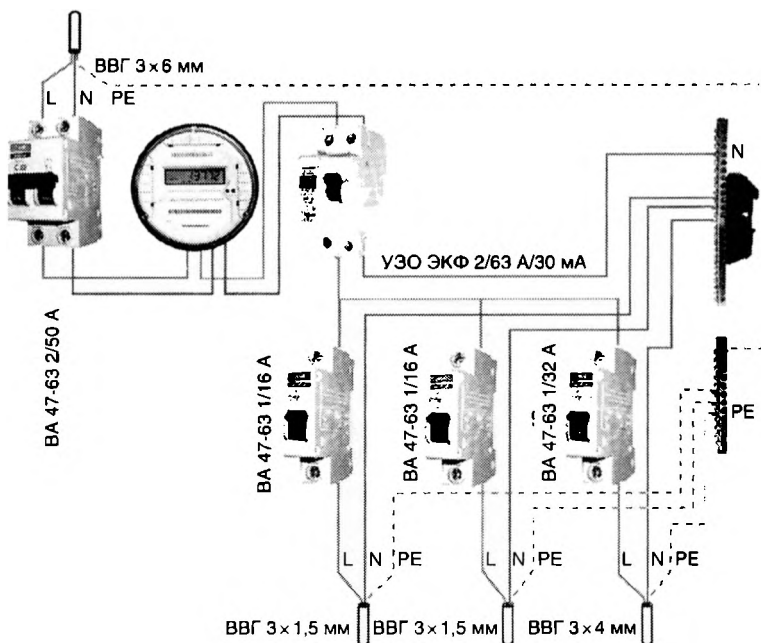 ВВГ 3×6 мм
L N PE
N
УЗО ЭКФ 2/63 А/30 мА
ВА 47-63 2/50 А
ВА 47-63 1/16 А
ВА 47-63 1/16 А
ВА 47-63 1/32 А
PE
L N PE
L N PE
L N PE
ВВГ 3×1,5 мм
ВВГ 3×1,5 мм
ВВГ 3×4 мм